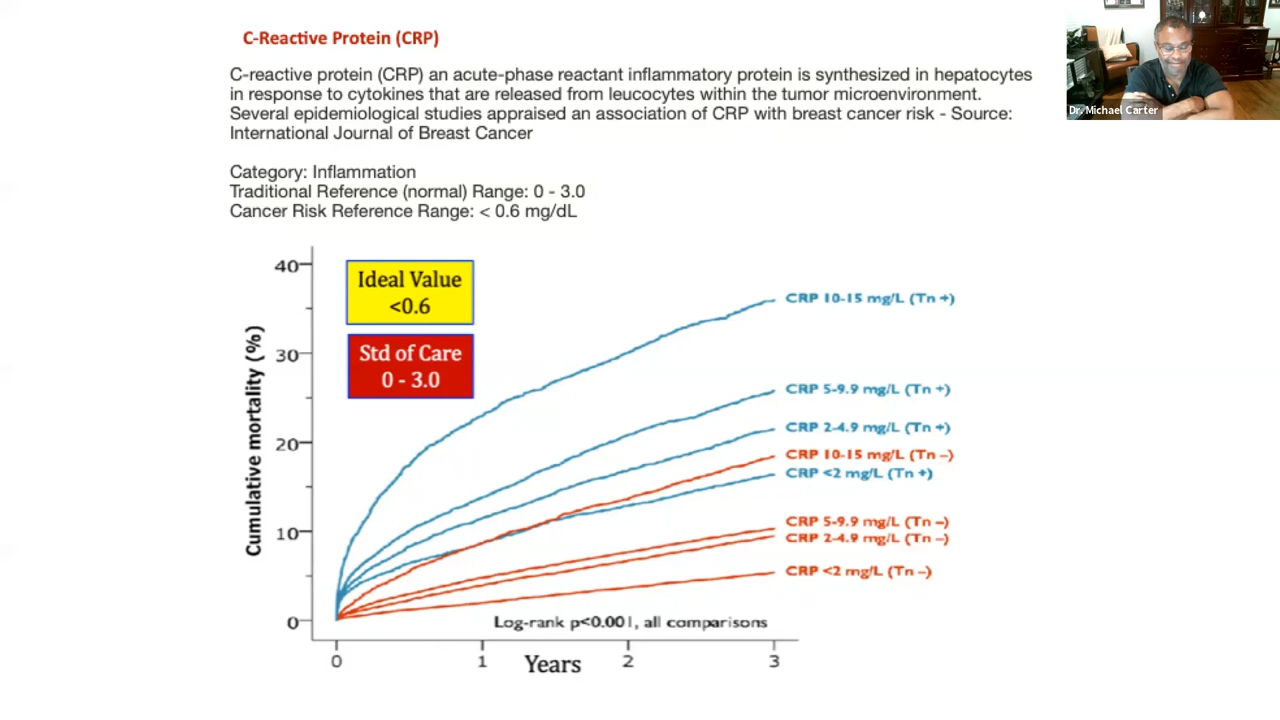 C-Reactive Protein (CRP)
C-reactive protein (CRP) an acute-phase reactant inflammatory protein is synthesized in hepatocytes
in response to cytokines that are released from leucocytes within the tumor microenvironment.
Several epidemiological studies appraised an association of CRP with breast cancer risk - Source:
International Journal of Breast Cancer
Category: Inflammation
Traditional Reference (normal) Range: 0 - 3.0
Cancer Risk Reference Range: < 0.6 mg/dL
Dr. Michael Carter
Cumulative mortality (%)
40
30
20
10
0
Ideal Value
<0.6
Std of Care
0 - 3.0
CRP 10-15 mg/L (Tn +)
CRP 5-9.9 mg/L (Tn +)
CRP 2-4.9 mg/L (Tn +)
CRP 10-15 mg/L (Tn –)
CRP <2 mg/L (Tn +)
CRP 5-9.9 mg/L (Tn –)
CRP 2-4.9 mg/L (Tn –)
CRP <2 mg/L (Tn –)
Log-rank p<0.001, all comparisons
0 1 2 3
Years